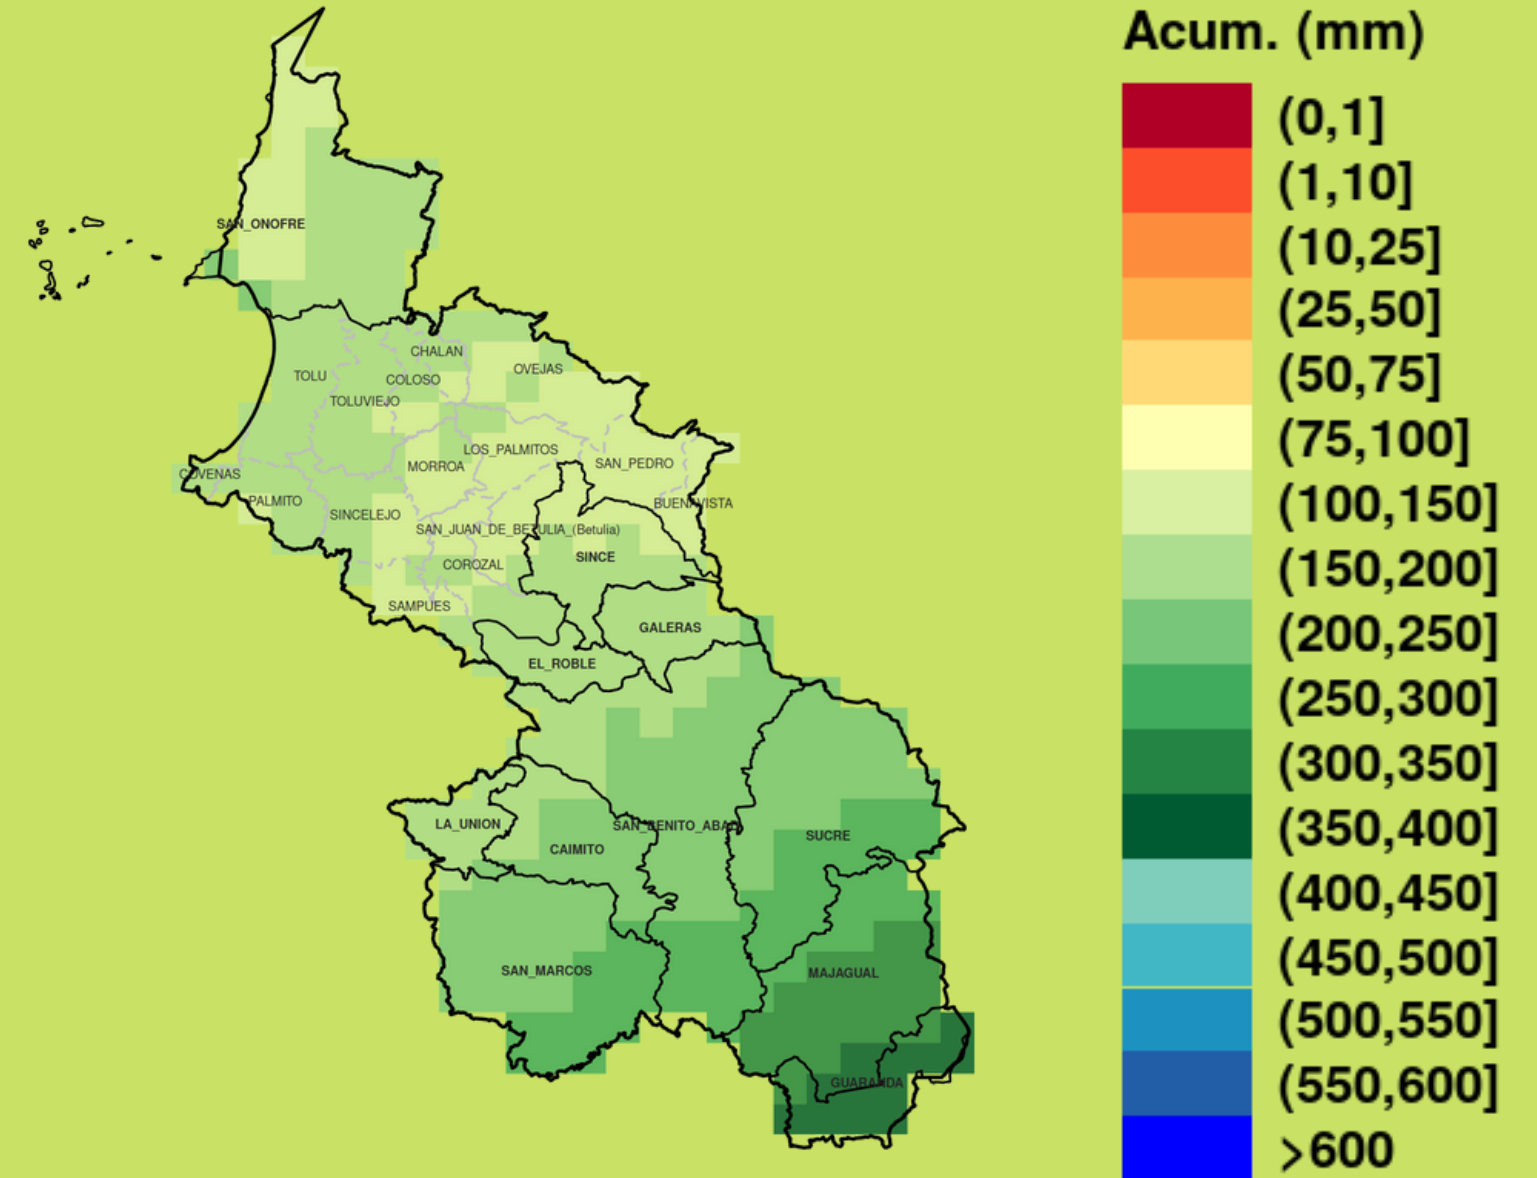 Acum. (mm)
(0,1]
(1,10]
(10,25]
(25,50]
(50,75]
(75,100]
(100,150]
(150,200]
(200,250]
(250,300]
(300,350]
(350,400]
(400,450]
(450,500]
(500,550]
(550,600]
>600
SAN_ONOFRE
CHALAN
OVEJAS
TOLU
COLOSO
TOLUVIEJO
LOS_PALMITOS
SAN_PEDRO
MORROA
COVENAS
PALMITO
BUENAVISTA
SINCELEJO
SAN_JUAN_DE_BETULIA_(Betulia)
SINCE
COROZAL
SAMPUES
GALERAS
EL_ROBLE
LA_UNION
SAN_BENITO_ABAD
SUCRE
CAIMITO
SAN_MARCOS
MAJAGUAL
GUARANDA